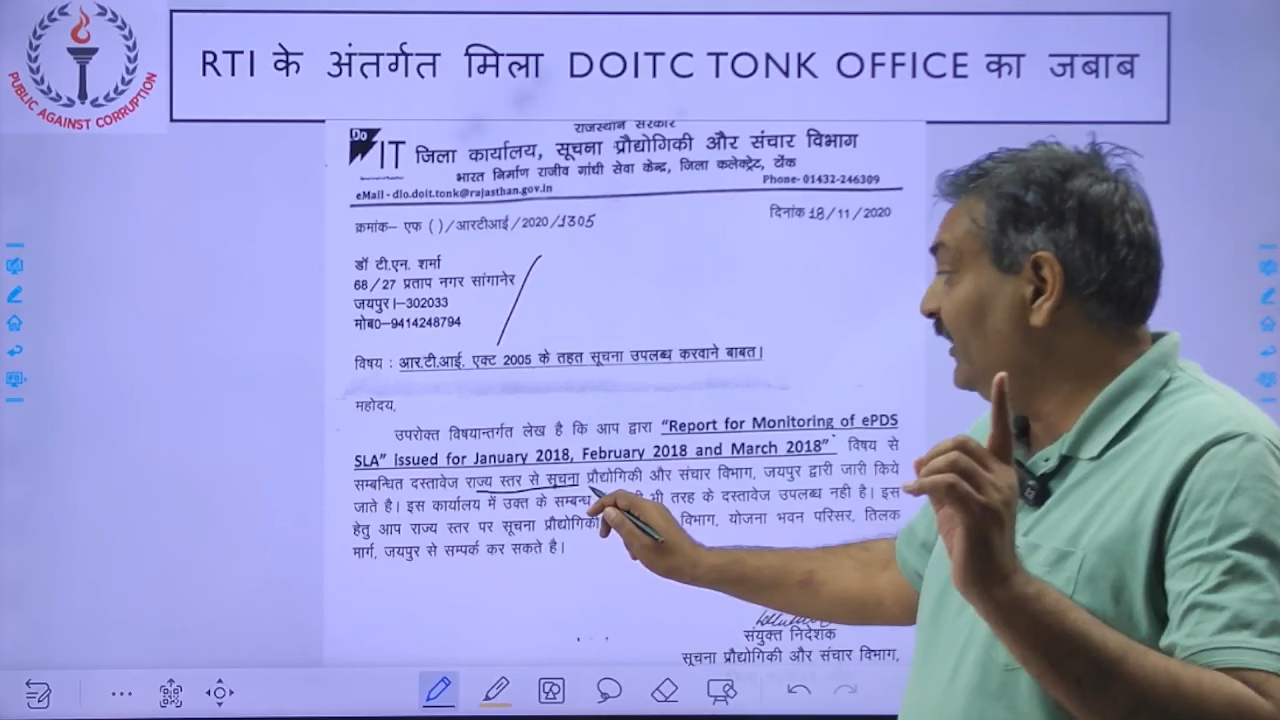 PUBLIC AGAINST CORRUPTION
RTI के अंतर्गत मिला DOITC TONK OFFICE का जबाब
राजस्थान सरकार
DoIT जिला कार्यालय, सूचना प्रौद्योगिकी और संचार विभाग
भारत निर्माण राजीव गांधी सेवा केन्द्र, जिला कलेक्ट्रेट, टोंक
eMail - dlo.doit.tonk@rajasthan.gov.in Phone- 01432-246309
क्रमांक– एफ ( ) / आरटीआई / 2020 / 1305 दिनांक 18/11/2020
डॉ टी.एन. शर्मा
68/27 प्रताप नगर सांगानेर
जयपुर।–302033
मोब0–9414248794
विषय : आर.टी.आई. एक्ट 2005 के तहत सूचना उपलब्ध करवाने बाबत।
महोदय,
उपरोक्त विषयान्तर्गत लेख है कि आप द्वारा “Report for Monitoring of ePDS
SLA” issued for January 2018, February 2018 and March 2018” विषय से
सम्बन्धित दस्तावेज राज्य स्तर से सूचना प्रौद्योगिकी और संचार विभाग, जयपुर द्वारी जारी किये
जाते है। इस कार्यालय में उक्त के सम्बन्ध भी तरह के दस्तावेज उपलब्ध नही है। इस
हेतु आप राज्य स्तर पर सूचना प्रौद्योगिकी विभाग, योजना भवन परिसर, तिलक
मार्ग, जयपुर से सम्पर्क कर सकते है।
संयुक्त निदेशक
सूचना प्रौद्योगिकी और संचार विभाग,